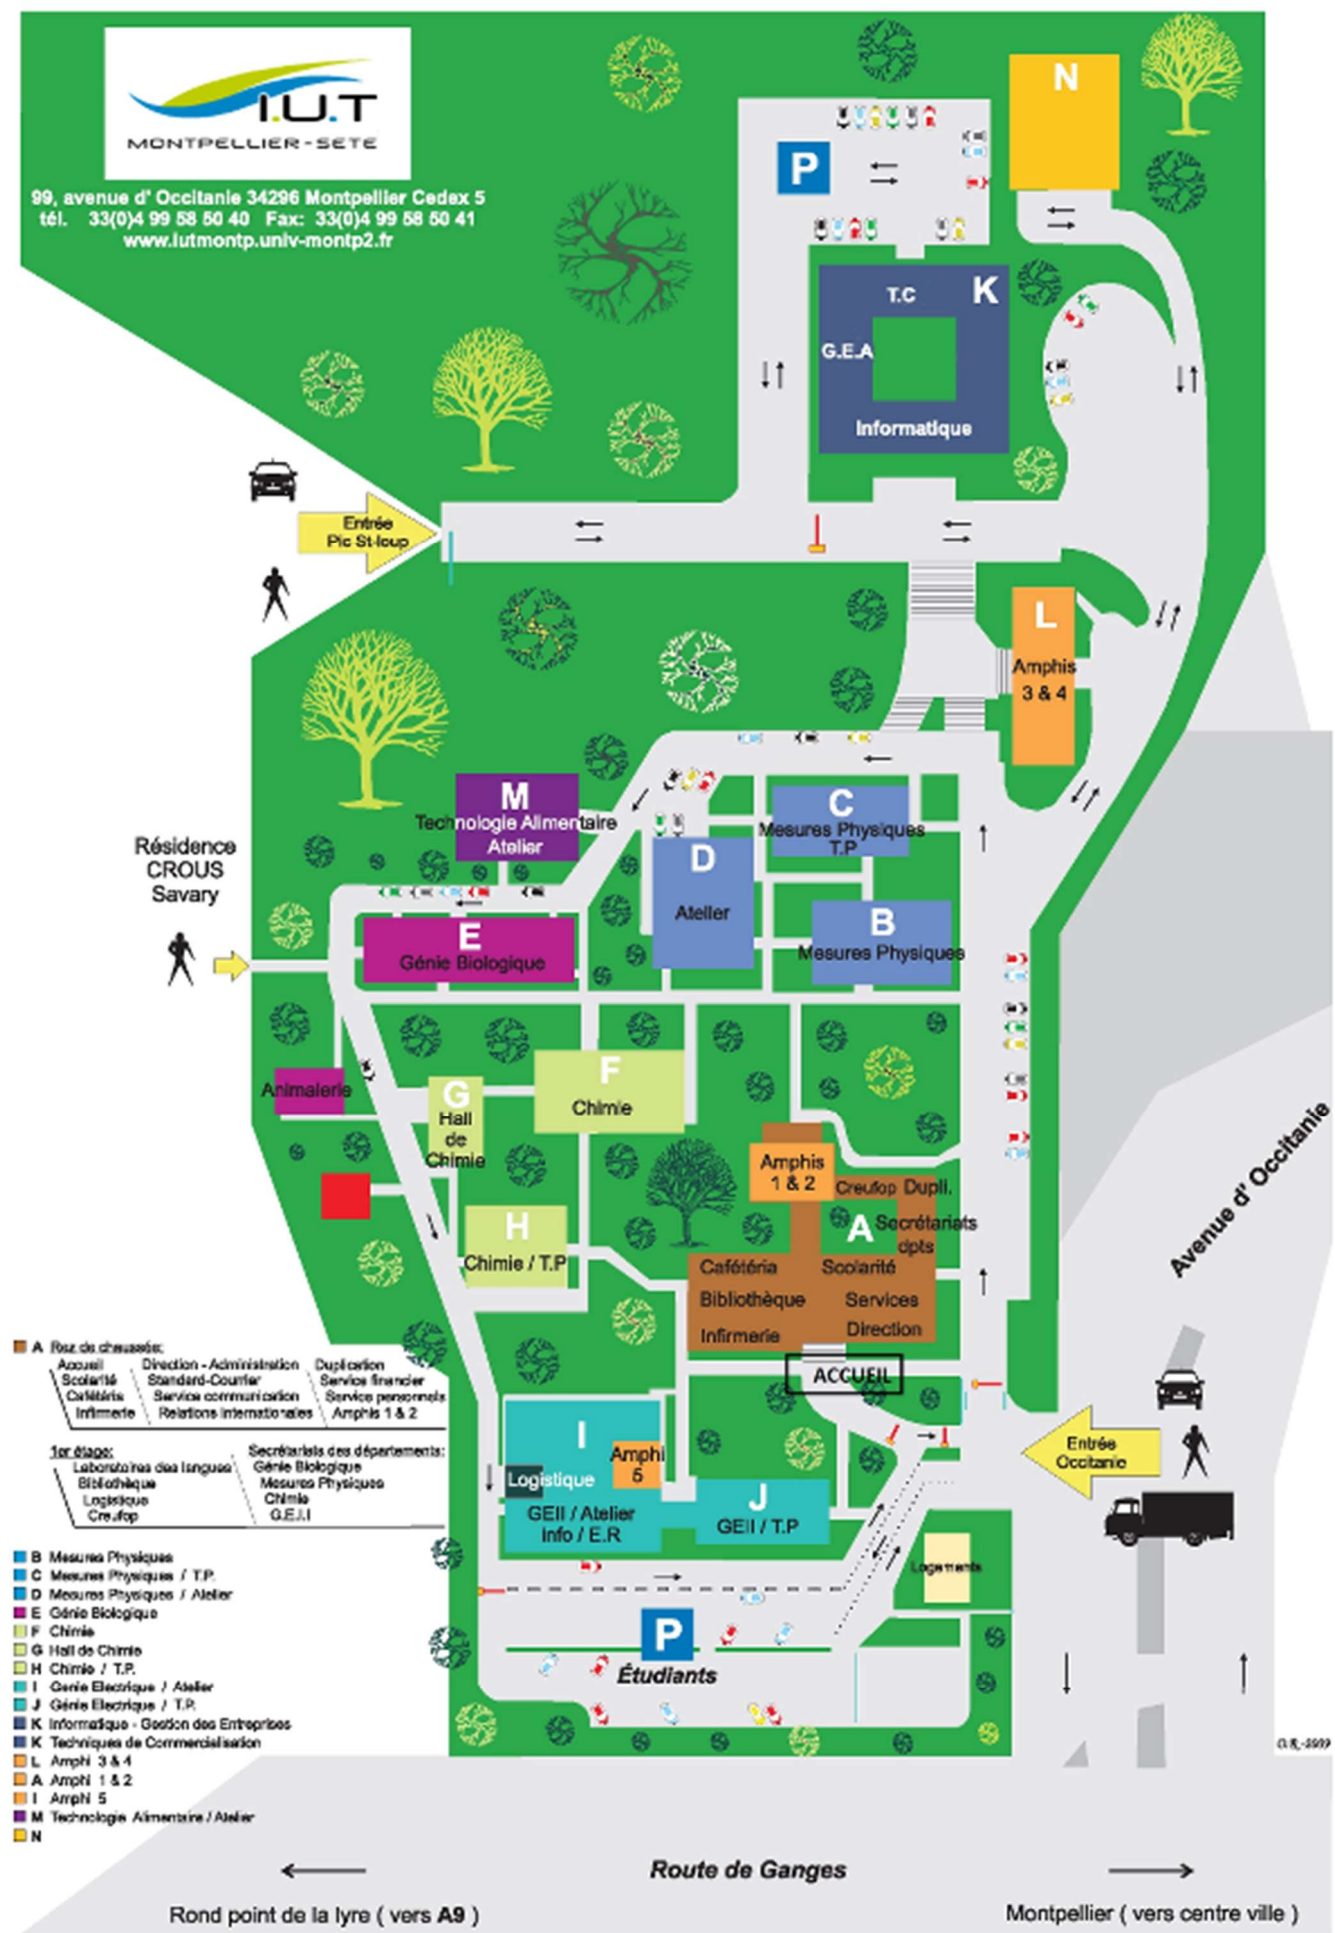 I.U.T
MONTPELLIER - SETE
99, avenue d' Occitanie 34296 Montpellier Cedex 5
tél. 33(0)4 99 58 50 40 Fax: 33(0)4 99 58 50 41
www.iutmontp.univ-montp2.fr
N
P
T.C
K
G.E.A
Informatique
Entrée
Pic St-loup
L
Amphis
3 & 4
M
Technologie Alimentaire
Atelier
C
Mesures Physiques
T.P
D
Atelier
B
Mesures Physiques
Résidence
CROUS
Savary
E
Génie Biologique
Animalerie
G
Hall
de
Chimie
F
Chimie
H
Chimie / T.P
Amphis
1 & 2
Creufop Dupli.
A
Secrétariats
dpts
Cafétéria
Scolarité
Bibliothèque
Services
Infirmerie
Direction
ACCUEIL
Avenue d' Occitanie
Entrée
Occitanie
I
Amphi
5
Logistique
GEII / Atelier
Info / E.R
J
GEII / T.P
Logements
P
Étudiants
A Rez de chaussée:
Accueil Direction - Administration Duplication
Scolarité Standard-Courrier Service financier
Cafétéria Service communication Service personnels
Infirmerie Relations Internationales Amphis 1 & 2
1er étage: Secrétariats des départements:
Laboratoires des langues Génie Biologique
Bibliothèque Mesures Physiques
Logistique Chimie
Creufop G.E.I.I
B Mesures Physiques
C Mesures Physiques / T.P.
D Mesures Physiques / Atelier
E Génie Biologique
F Chimie
G Hall de Chimie
H Chimie / T.P.
I Genie Electrique / Atelier
J Génie Electrique / T.P.
K Informatique - Gestion des Entreprises
K Techniques de Commercialisation
L Amphi 3 & 4
A Amphi 1 & 2
I Amphi 5
M Technologie Alimentaire / Atelier
N
Route de Ganges
Rond point de la lyre ( vers A9 )
Montpellier ( vers centre ville )